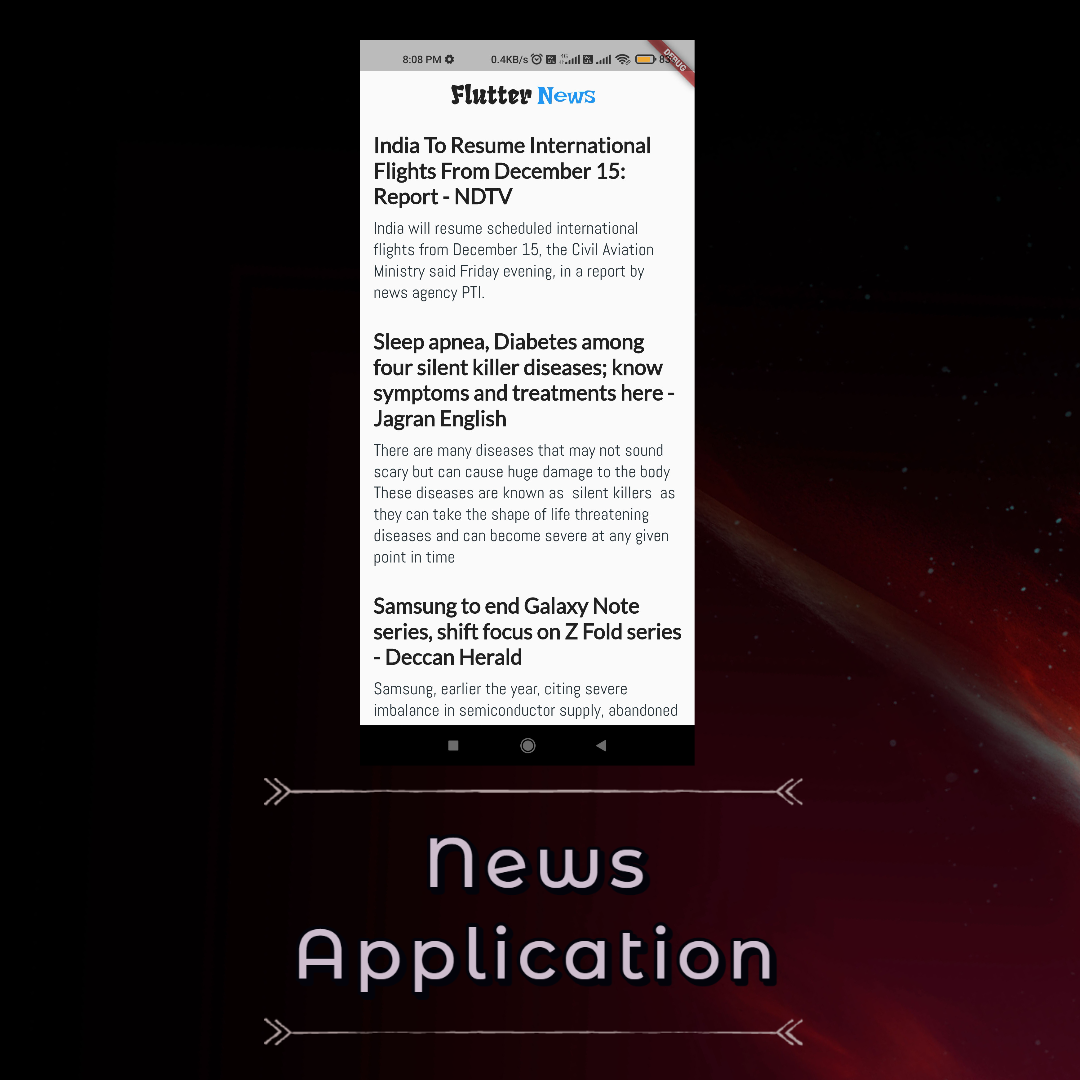 8:08 PM
0.4KB/s
DEBUG
Flutter News
India To Resume International
Flights From December 15:
Report - NDTV
India will resume scheduled international
flights from December 15, the Civil Aviation
Ministry said Friday evening, in a report by
news agency PTI.
Sleep apnea, Diabetes among
four silent killer diseases; know
symptoms and treatments here -
Jagran English
There are many diseases that may not sound
scary but can cause huge damage to the body
These diseases are known as silent killers as
they can take the shape of life threatening
diseases and can become severe at any given
point in time
Samsung to end Galaxy Note
series, shift focus on Z Fold series
- Deccan Herald
Samsung, earlier the year, citing severe
imbalance in semiconductor supply, abandoned
News
Application